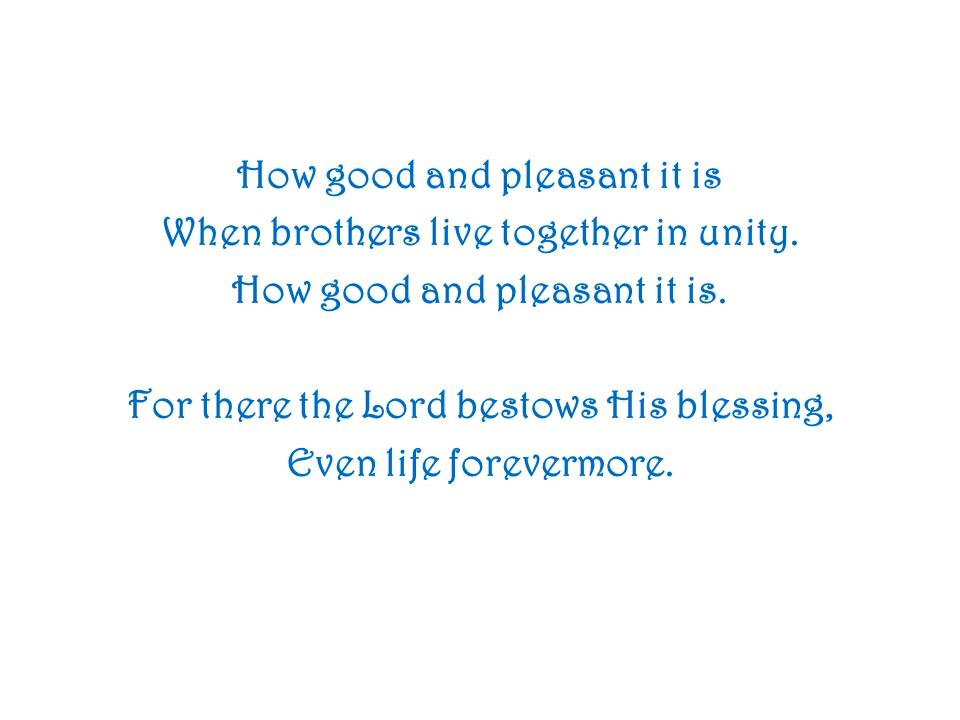 How good and pleasant it is
When brothers live together in unity.
How good and pleasant it is.
For there the Lord bestows His blessing,
Even life forevermore.